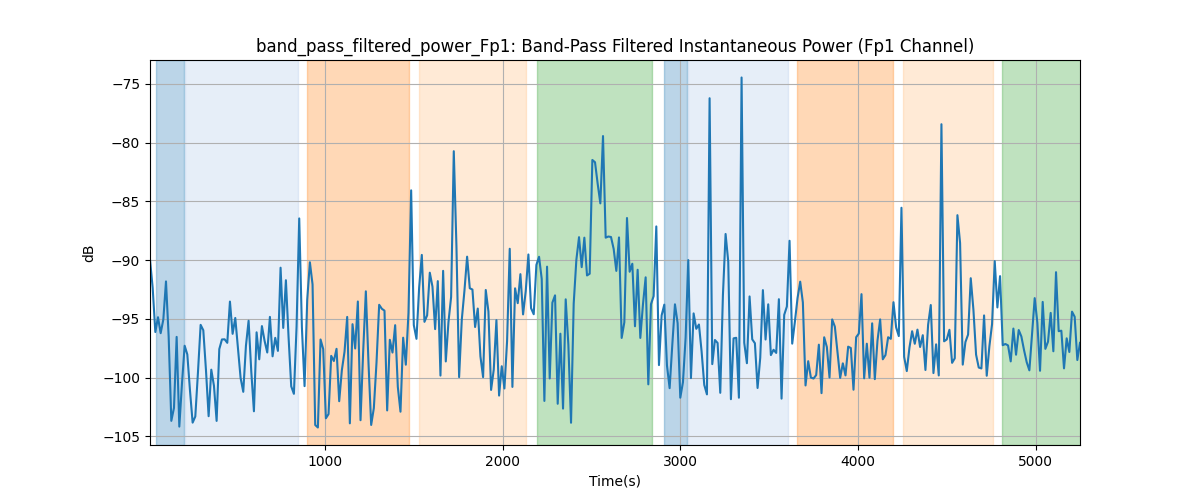 band_pass_filtered_power_Fp1: Band-Pass Filtered Instantaneous Power (Fp1 Channel)
−75
−80
−85
−90
−95
−100
−105
dB
1000 2000 3000 4000 5000
Time(s)